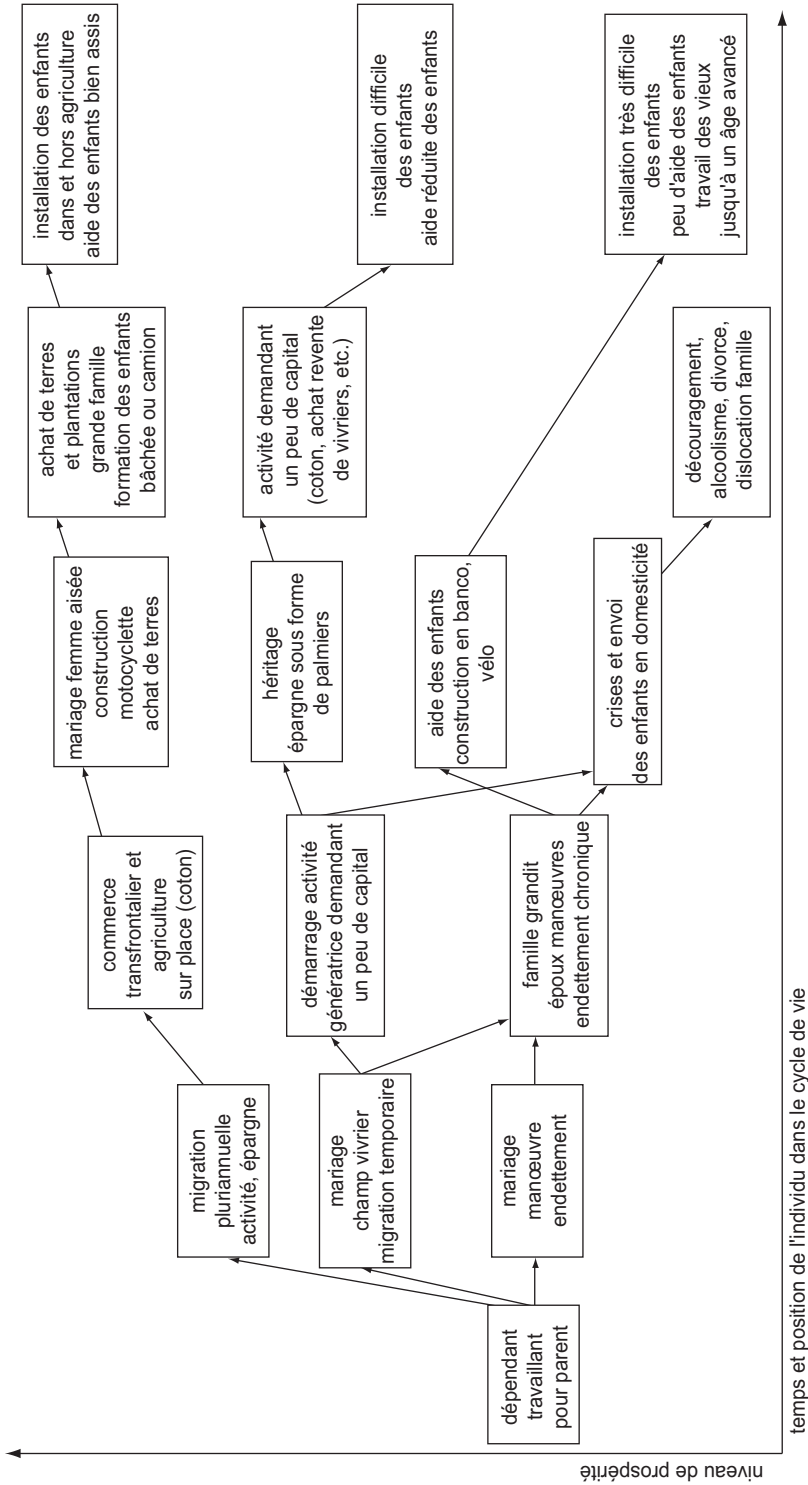 niveau de prospérité
dépendant
travaillant
pour parent
migration
pluriannuelle
activité, épargne
mariage
champ vivrier
migration temporaire
mariage
manœuvre
endettement
commerce
transfrontalier et
agriculture
sur place (coton)
démarrage activité
génératrice demandant
un peu de capital
famille grandit
époux manœuvres
endettement chronique
mariage femme aisée
construction
motocyclette
achat de terres
héritage
épargne sous forme
de palmiers
aide des enfants
construction en banco,
vélo
crises et envoi
des enfants en domesticité
achat de terres
et plantations
grande famille
formation des enfants
bâchée ou camion
activité demandant
un peu de capital
(coton, achat revente
de vivriers, etc.)
découragement,
alcoolisme, divorce,
dislocation famille
installation des enfants
dans et hors agriculture
aide des enfants bien assis
installation difficile
des enfants
aide réduite des enfants
installation très difficile
des enfants
peu d'aide des enfants
travail des vieux
jusqu'à un âge avancé
temps et position de l'individu dans le cycle de vie